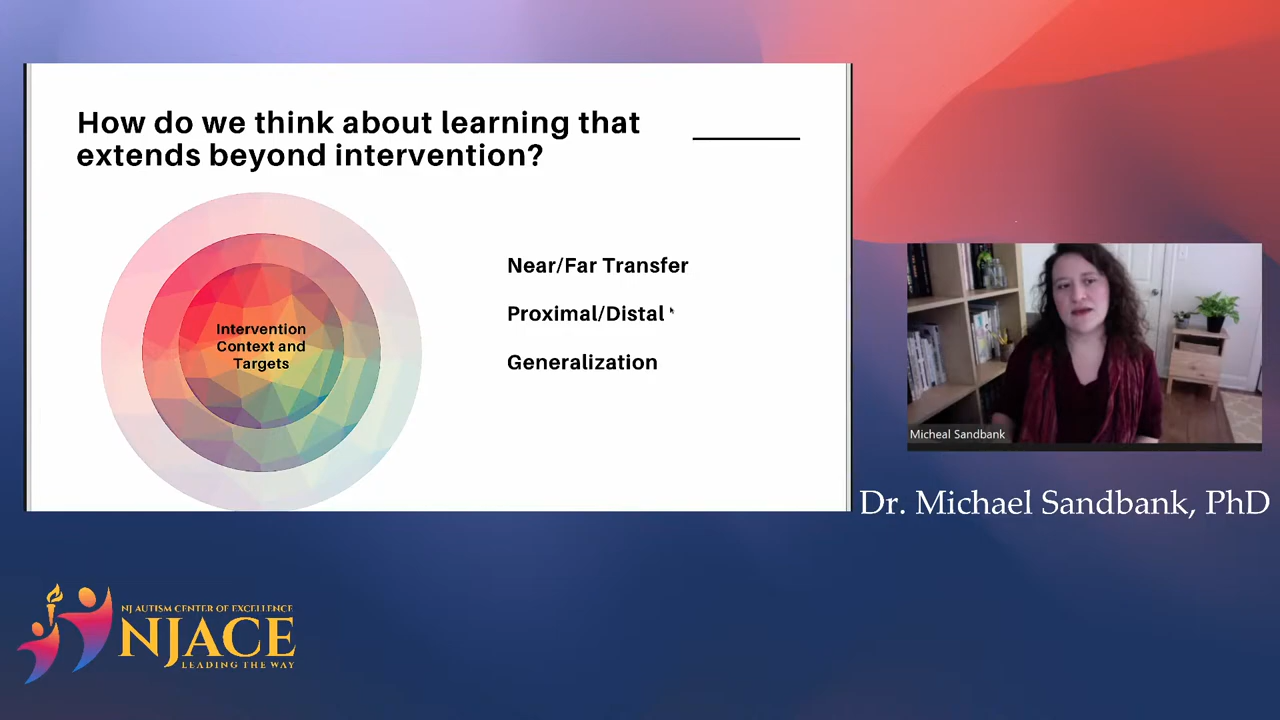 How do we think about learning that
extends beyond intervention?
Intervention
Context and
Targets
Near/Far Transfer
Proximal/Distal
Generalization
Micheal Sandbank
Dr. Michael Sandbank, PhD
NJ AUTISM CENTER OF EXCELLENCE
NJACE
LEADING THE WAY